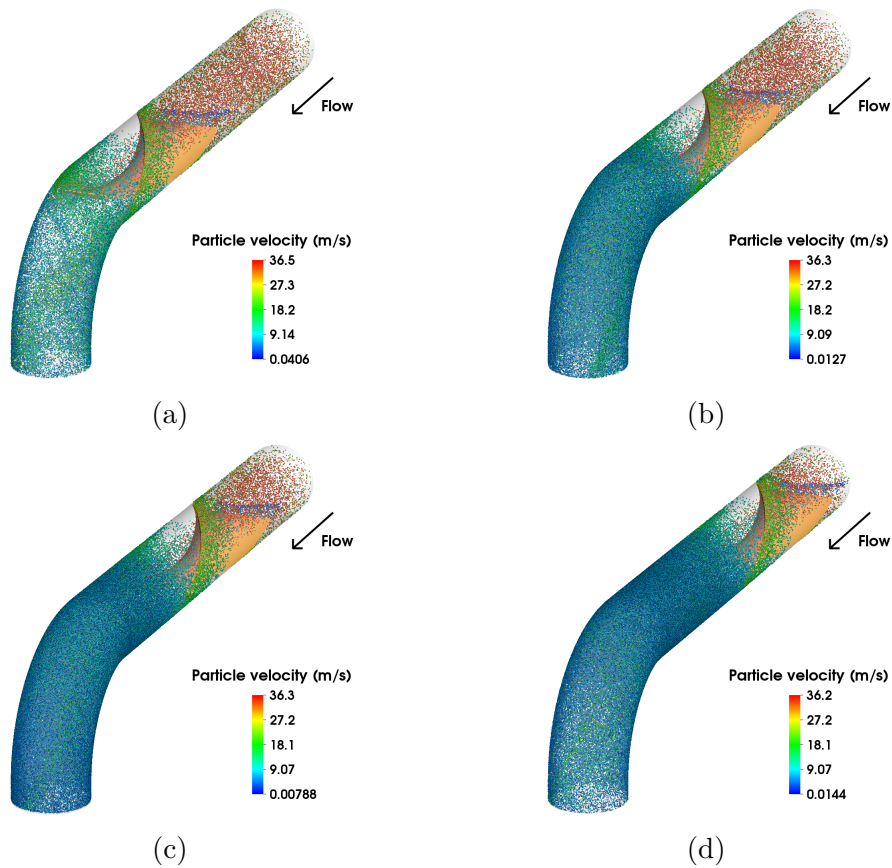 Flow
Particle velocity (m/s)
36.5
27.3
18.2
9.14
0.0406
(a)
Flow
Particle velocity (m/s)
36.4
27.3
18.2
9.09
0.0127
(b)
Flow
Particle velocity (m/s)
36.3
27.2
18.1
9.07
0.00788
(c)
Flow
Particle velocity (m/s)
36.2
27.2
18.1
9.07
0.0144
(d)